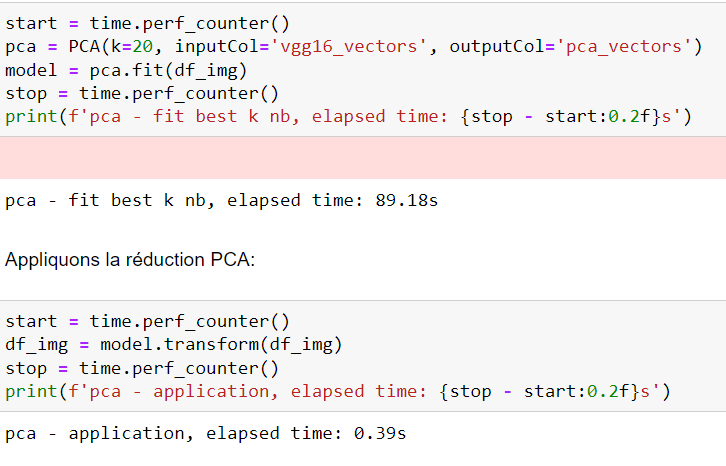 start = time.perf_counter()
pca = PCA(k=20, inputCol='vgg16_vectors', outputCol='pca_vectors')
model = pca.fit(df_img)
stop = time.perf_counter()
print(f'pca - fit best k nb, elapsed time: {stop - start:0.2f}s')
pca - fit best k nb, elapsed time: 89.18s
Appliquons la réduction PCA:
start = time.perf_counter()
df_img = model.transform(df_img)
stop = time.perf_counter()
print(f'pca - application, elapsed time: {stop - start:0.2f}s')
pca - application, elapsed time: 0.39s